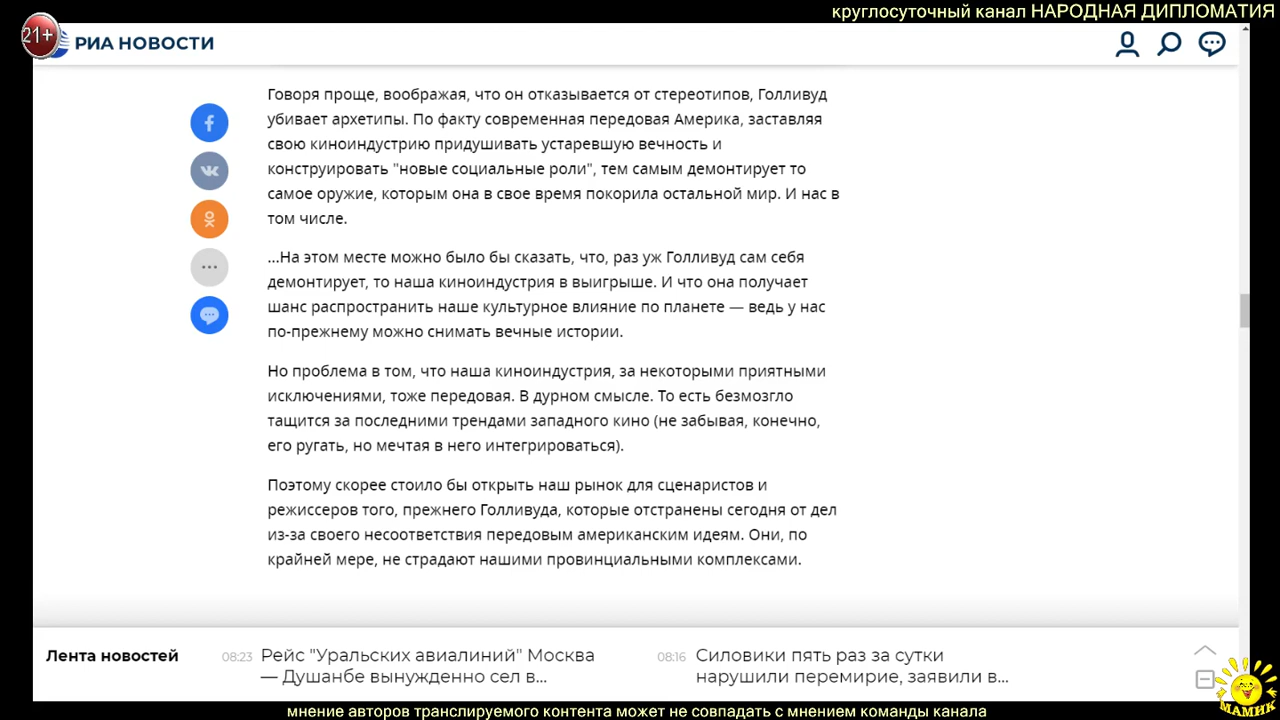 круглосуточный канал НАРОДНАЯ ДИПЛОМАТИЯ
21+
РИА НОВОСТИ
Говоря проще, воображая, что он отказывается от стереотипов, Голливуд
убивает архетипы. По факту современная передовая Америка, заставляя
свою киноиндустрию придушивать устаревшую вечность и
конструировать "новые социальные роли", тем самым демонтирует то
самое оружие, которым она в свое время покорила остальной мир. И нас в
том числе.
...На этом месте можно было бы сказать, что, раз уж Голливуд сам себя
демонтирует, то наша киноиндустрия в выигрыше. И что она получает
шанс распространить наше культурное влияние по планете — ведь у нас
по-прежнему можно снимать вечные истории.
Но проблема в том, что наша киноиндустрия, за некоторыми приятными
исключениями, тоже передовая. В дурном смысле. То есть безмозгло
тащится за последними трендами западного кино (не забывая, конечно,
его ругать, но мечтая в него интегрироваться).
Поэтому скорее стоило бы открыть наш рынок для сценаристов и
режиссеров того, прежнего Голливуда, которые отстранены сегодня от дел
из-за своего несоответствия передовым американским идеям. Они, по
крайней мере, не страдают нашими провинциальными комплексами.
Лента новостей
08:23 Рейс "Уральских авиалиний" Москва
— Душанбе вынужденно сел в...
08:16 Силовики пять раз за сутки
нарушили перемирие, заявили в...
МАМИК
мнение авторов транслируемого контента может не совпадать с мнением команды канала